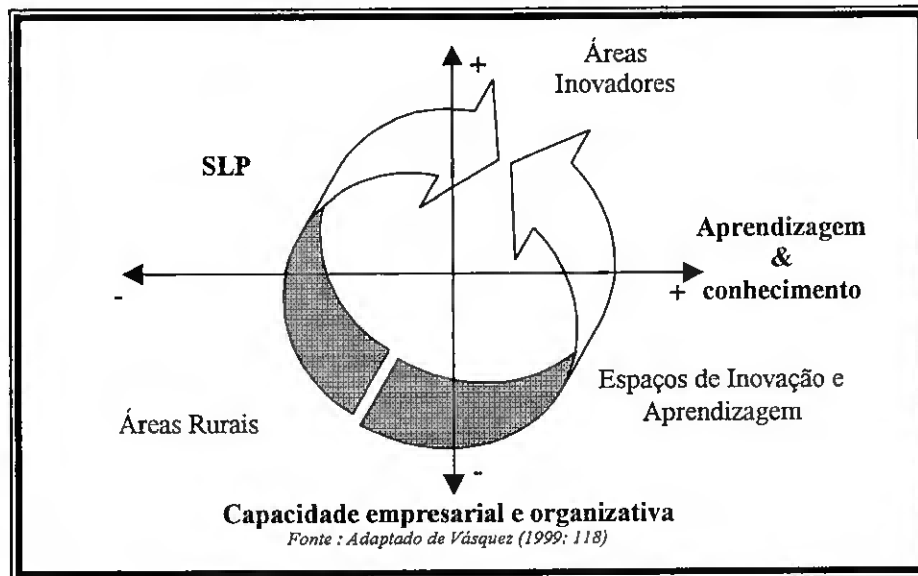 +
Áreas
Inovadores
SLP
Aprendizagem
&
conhecimento
-
+
Espaços de Inovação e
Aprendizagem
Áreas Rurais
-
Capacidade empresarial e organizativa
Fonte : Adaptado de Vásquez (1999: 118)